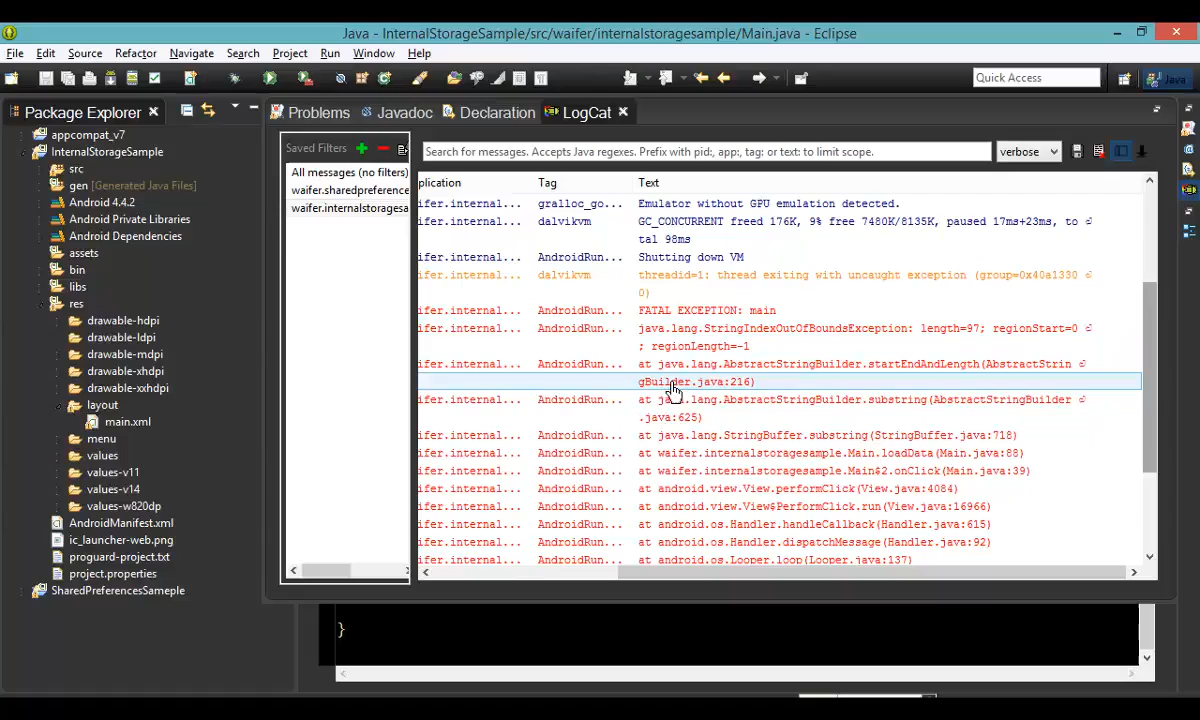 Java - InternalStorageSample/src/waifer/internalstoragesample/Main.java - Eclipse
File Edit Source Refactor Navigate Search Project Run Window Help
Quick Access
Java
Package Explorer
Problems Javadoc Declaration LogCat
appcompat_v7
InternalStorageSample
src
gen [Generated Java Files]
Android 4.4.2
Android Private Libraries
Android Dependencies
assets
bin
libs
res
drawable-hdpi
drawable-ldpi
drawable-mdpi
drawable-xhdpi
drawable-xxhdpi
layout
main.xml
menu
values
values-v11
values-v14
values-w820dp
AndroidManifest.xml
ic_launcher-web.png
proguard-project.txt
project.properties
SharedPreferencesSameple
Saved Filters
All messages (no filters)
waifer.sharedpreference
waifer.internalstoragesa
Search for messages. Accepts Java regexes. Prefix with pid:, app:, tag: or text: to limit scope.
verbose
plication Tag Text
ifer.internal... gralloc_go... Emulator without GPU emulation detected.
ifer.internal... dalvikvm GC_CONCURRENT freed 176K, 9% free 7480K/8135K, paused 17ms+23ms, to
tal 98ms
ifer.internal... AndroidRun... Shutting down VM
ifer.internal... dalvikvm threadid=1: thread exiting with uncaught exception (group=0x40a1330
0)
ifer.internal... AndroidRun... FATAL EXCEPTION: main
ifer.internal... AndroidRun... java.lang.StringIndexOutOfBoundsException: length=97; regionStart=0
; regionLength=-1
ifer.internal... AndroidRun... at java.lang.AbstractStringBuilder.startEndAndLength(AbstractStrin
gBuilder.java:216)
ifer.internal... AndroidRun... at java.lang.AbstractStringBuilder.substring(AbstractStringBuilder
.java:625)
ifer.internal... AndroidRun... at java.lang.StringBuffer.substring(StringBuffer.java:718)
ifer.internal... AndroidRun... at waifer.internalstoragesample.Main.loadData(Main.java:88)
ifer.internal... AndroidRun... at waifer.internalstoragesample.Main$2.onClick(Main.java:39)
ifer.internal... AndroidRun... at android.view.View.performClick(View.java:4084)
ifer.internal... AndroidRun... at android.view.View$PerformClick.run(View.java:16966)
ifer.internal... AndroidRun... at android.os.Handler.handleCallback(Handler.java:615)
ifer.internal... AndroidRun... at android.os.Handler.dispatchMessage(Handler.java:92)
ifer.internal... AndroidRun... at android.os.Looper.loop(Looper.java:137)
}